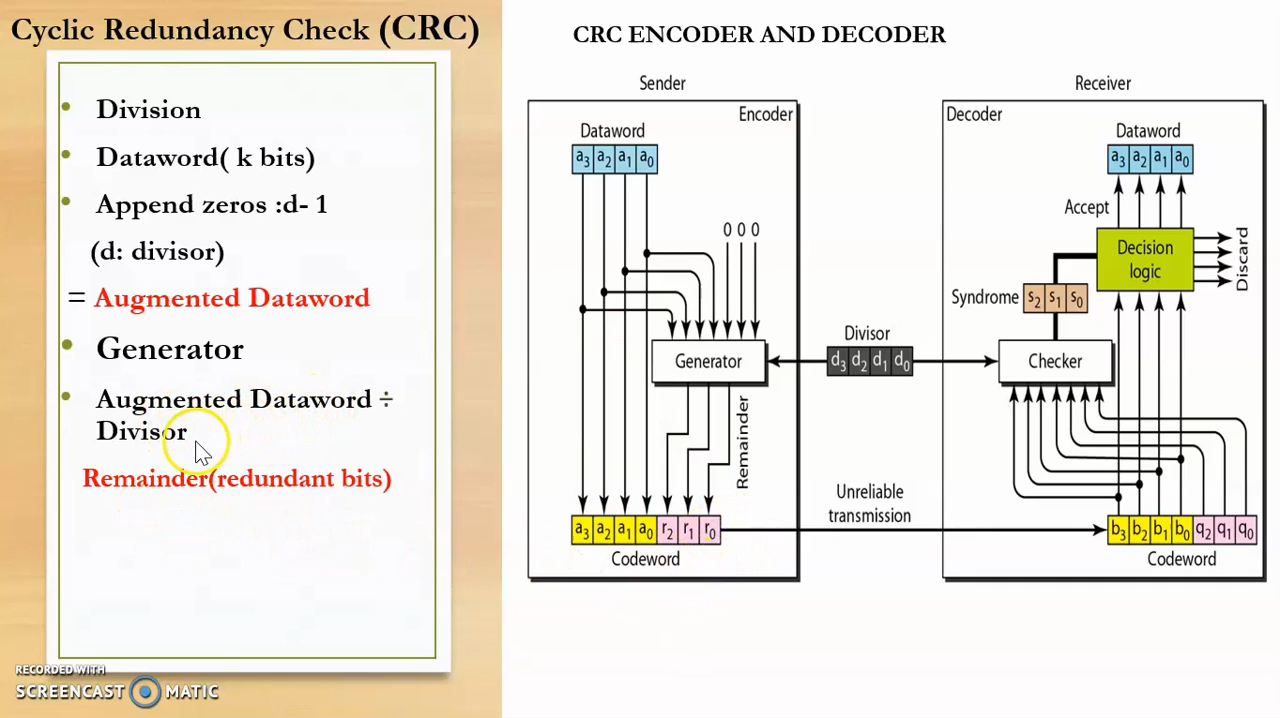 Cyclic Redundancy Check (CRC)
• Division
• Dataword( k bits)
• Append zeros :d- 1
(d: divisor)
= Augmented Dataword
• Generator
• Augmented Dataword ÷
Divisor
Remainder(redundant bits)
RECORDED WITH
SCREENCAST MATIC
CRC ENCODER AND DECODER
Sender
Encoder
Dataword
a3 a2 a1 a0
0 0 0
Generator
Remainder
a3 a2 a1 a0 r2 r1 r0
Codeword
Divisor
d3 d2 d1 d0
Unreliable
transmission
Receiver
Decoder
Dataword
a3 a2 a1 a0
Accept
Decision
logic
Discard
Syndrome
s2 s1 s0
Checker
b3 b2 b1 b0 q2 q1 q0
Codeword